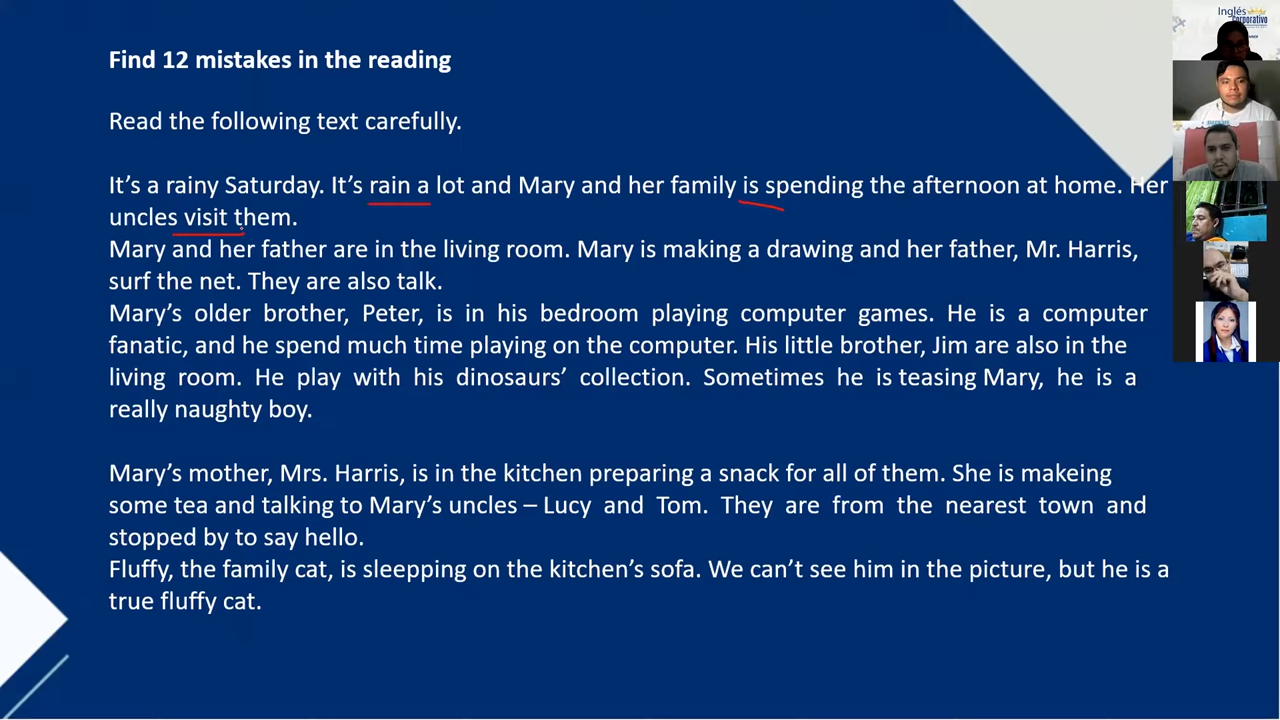 Inglés
corporativo
Find 12 mistakes in the reading
Read the following text carefully.
It's a rainy Saturday. It's rain a lot and Mary and her family is spending the afternoon at home. Her
uncles visit them.
Mary and her father are in the living room. Mary is making a drawing and her father, Mr. Harris,
surf the net. They are also talk.
Mary's older brother, Peter, is in his bedroom playing computer games. He is a computer
fanatic, and he spend much time playing on the computer. His little brother, Jim are also in the
living room. He play with his dinosaurs' collection. Sometimes he is teasing Mary, he is a
really naughty boy.
Mary's mother, Mrs. Harris, is in the kitchen preparing a snack for all of them. She is makeing
some tea and talking to Mary's uncles – Lucy and Tom. They are from the nearest town and
stopped by to say hello.
Fluffy, the family cat, is sleepping on the kitchen's sofa. We can't see him in the picture, but he is a
true fluffy cat.